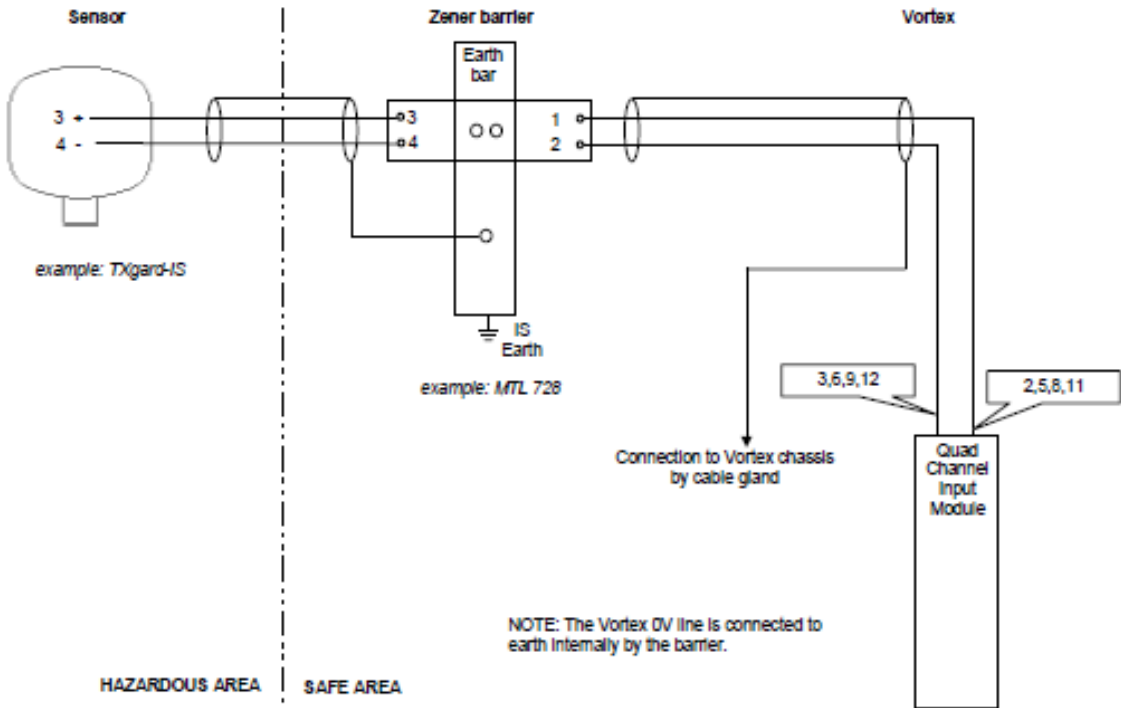 Sensor
Zener barrier
Vortex
Earth
bar
3 +
4 -
3
4
1
2
example: TXgard-IS
IS
Earth
example: MTL 728
3,6,9,12
2,5,8,11
Connection to Vortex chassis
by cable gland
Quad
Channel
Input
Module
NOTE: The Vortex 0V line is connected to
earth internally by the barrier.
HAZARDOUS AREA
SAFE AREA